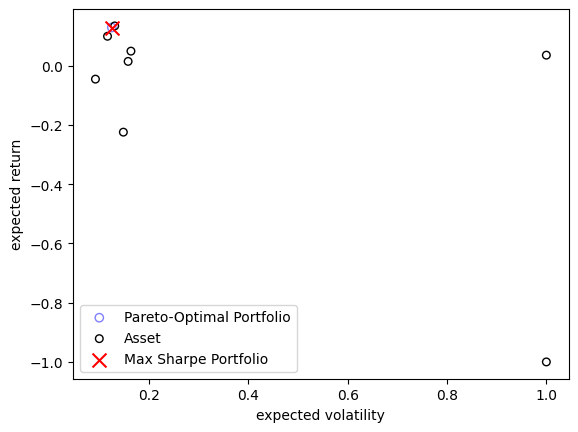 0.0
−0.2
−0.4
−0.6
−0.8
−1.0
expected return
0.2
0.4
0.6
0.8
1.0
expected volatility
Pareto-Optimal Portfolio
Asset
Max Sharpe Portfolio